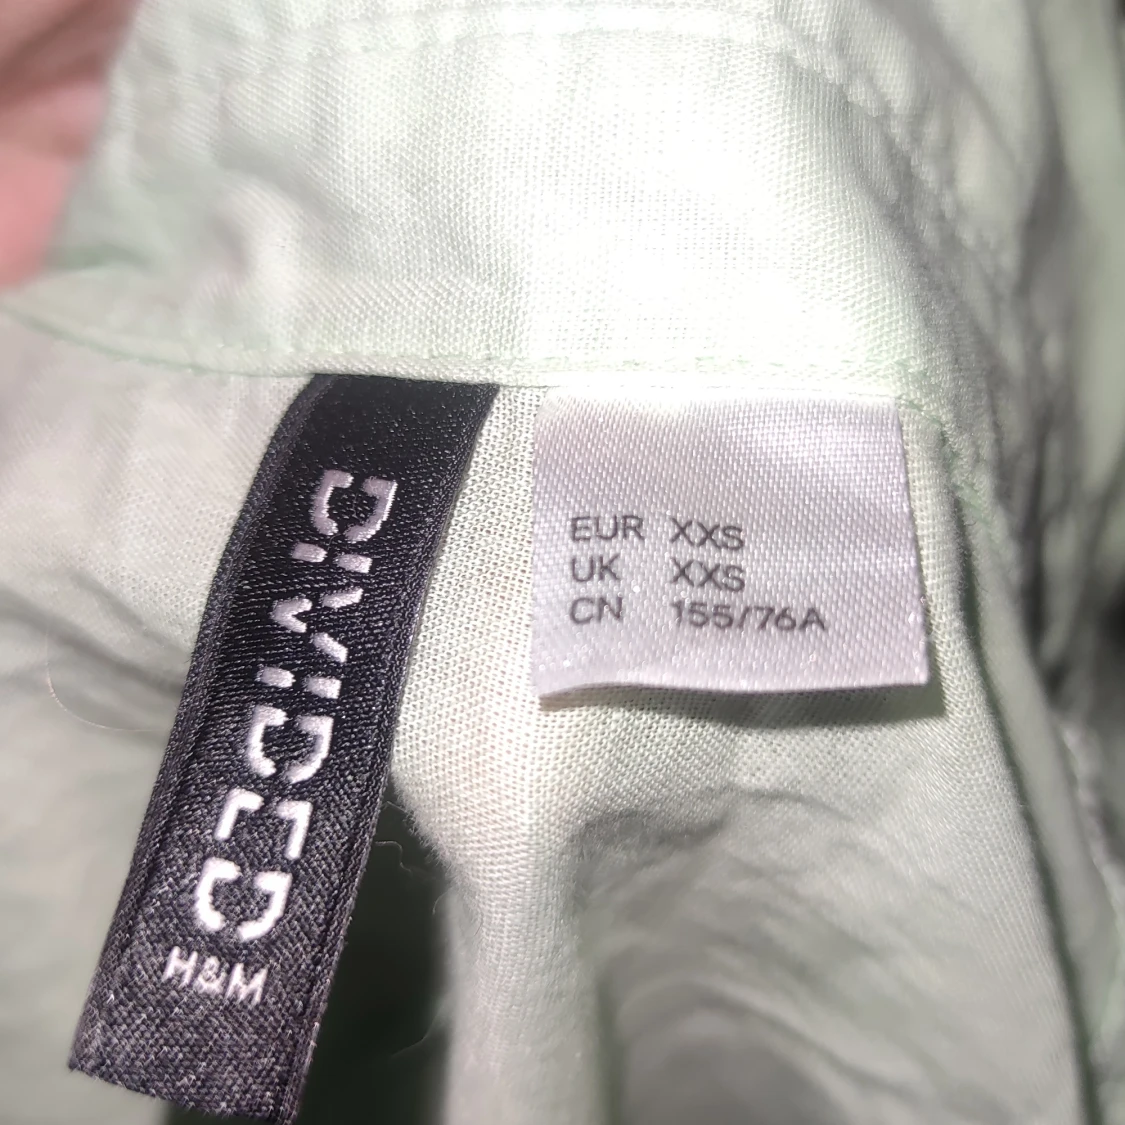 DIVIDED
H&M
EUR XXS
UK XXS
CN 155/76A